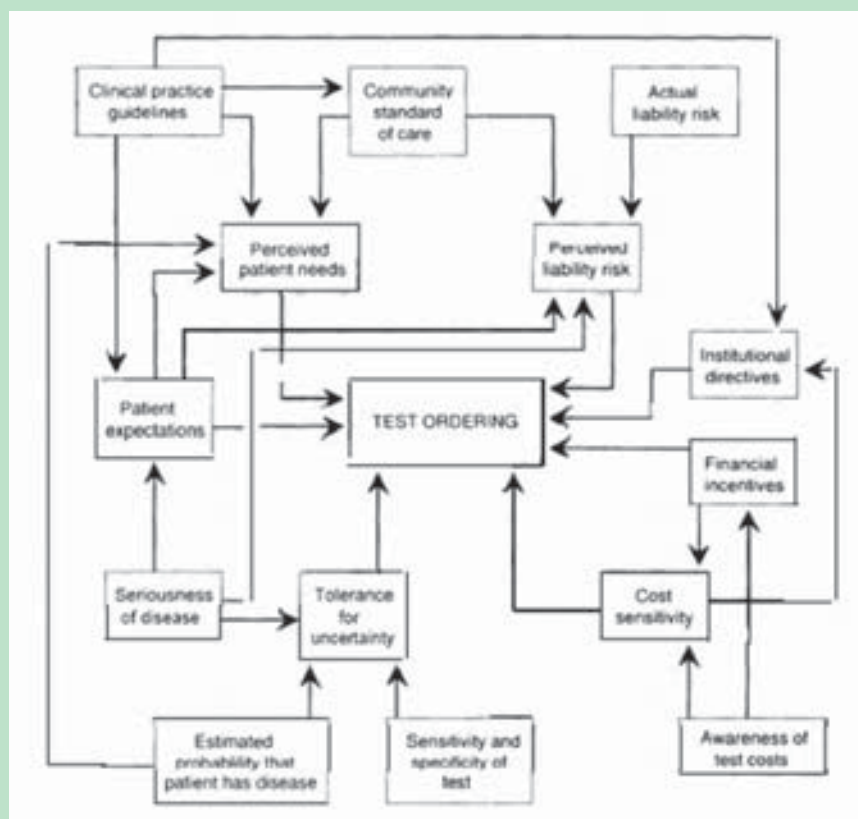 Clinical practice
guidelines
Community
standard
of care
Actual
liability risk
Perceived
patient needs
Perceived
liability risk
Institutional
directives
Patient
expectations
TEST ORDERING
Financial
incentives
Seriousness
of disease
Tolerance
for
uncertainty
Cost
sensitivity
Estimated
probability that
patient has disease
Sensitivity and
specificity of
test
Awareness of
test costs